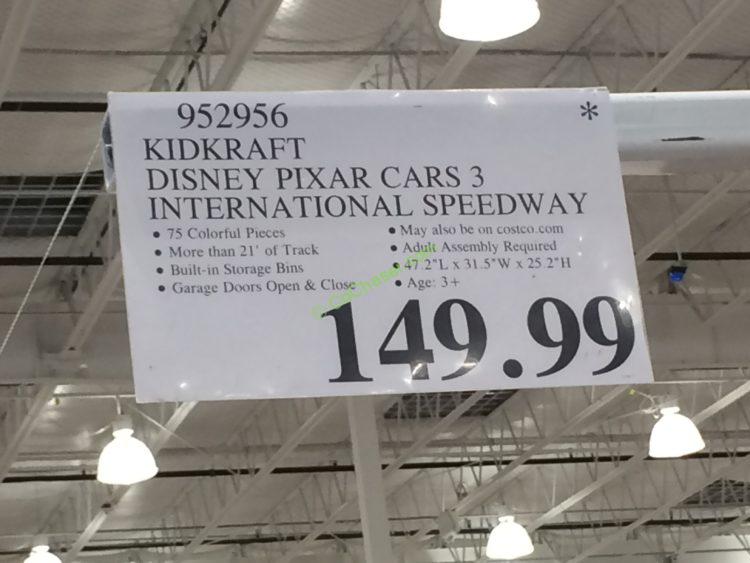 952956 *
KIDKRAFT
DISNEY PIXAR CARS 3
INTERNATIONAL SPEEDWAY
• 75 Colorful Pieces
• More than 21' of Track
• Built-in Storage Bins
• Garage Doors Open & Close
• May also be on costco.com
• Adult Assembly Required
• 47.2"L x 31.5"W x 25.2"H
• Age: 3+
149.99